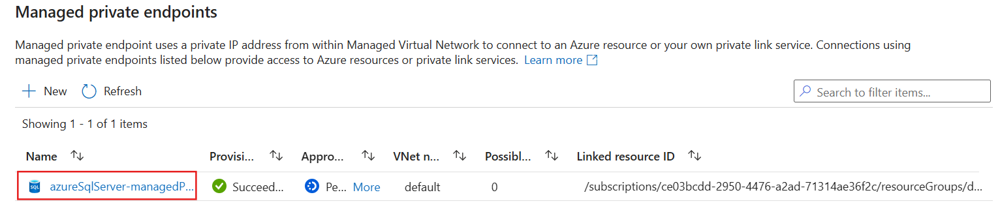 Managed private endpoints
Managed private endpoint uses a private IP address from within Managed Virtual Network to connect to an Azure resource or your own private link service. Connections using
managed private endpoints listed below provide access to Azure resources or private link services. Learn more
New Refresh Search to filter items...
Showing 1 - 1 of 1 items
Name Provisi... Appro... VNet n... Possibl... Linked resource ID
SQL azureSqlServer-managedP... Succeed... Pe... More default 0 /subscriptions/ce03bcdd-2950-4476-a2ad-71314ae36f2c/resourceGroups/d...